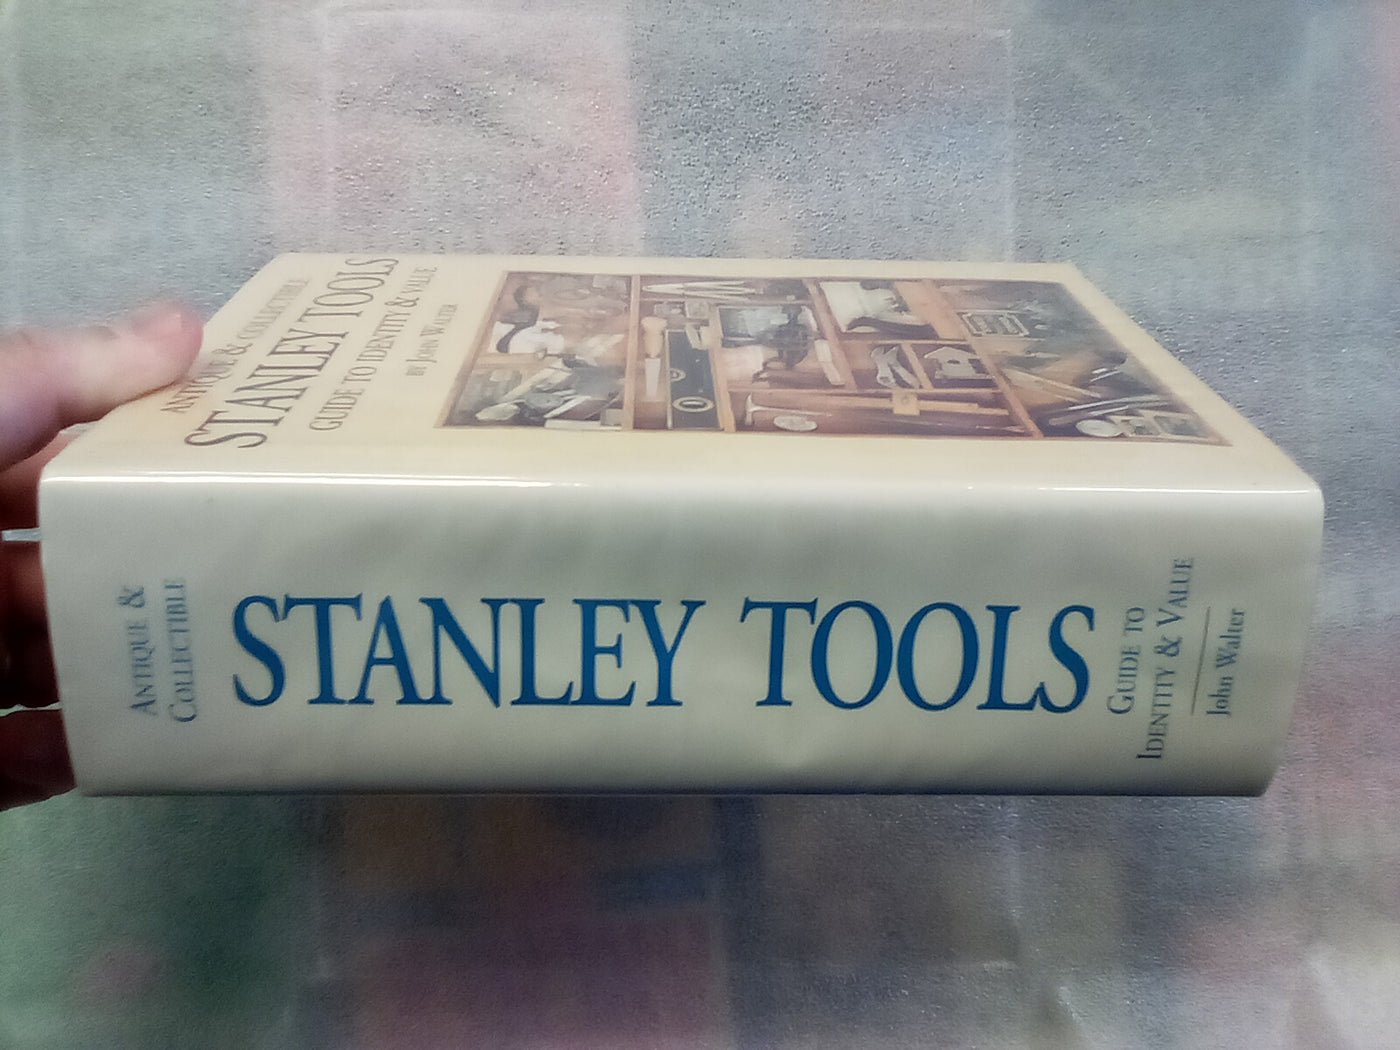 ANTIQUE & COLLECTIBLE
STANLEY TOOLS
GUIDE TO IDENTITY & VALUE
BY JOHN WALTER
ANTIQUE &
COLLECTIBLE
STANLEY TOOLS
GUIDE TO
IDENTITY & VALUE
John Walter